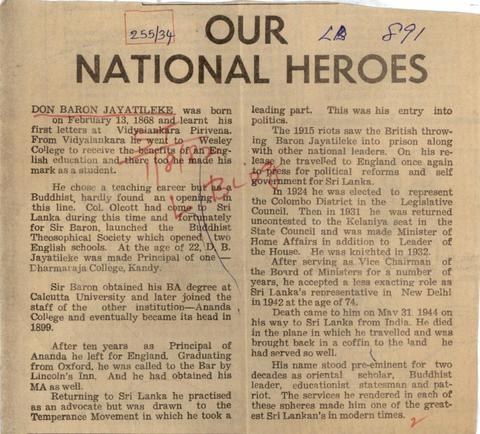 255/34
891
OUR
NATIONAL HEROES
DON BARON JAYATILEKE was born
on February 13, 1868 and learnt his
first letters at Vidyalankara Pirivena.
From Vidyalankara he went to Wesley
College to receive the benefits of an Eng-
lish education and there too he made his
mark as a student.
He chose a teaching career but as a
Buddhist, hardly found an opening in
this line. Col. Olcott had come to Sri
Lanka during this time and fortunately
for Sir Baron, launched the Buddhist
Theosophical Society which opened two
English schools. At the age of 22, D. B.
Jayatileke was made Principal of one —
Dharmaraja College, Kandy.
Sir Baron obtained his BA degree at
Calcutta University and later joined the
staff of the other institution—Ananda
College and eventually became its head in
1899.
After ten years as Principal of
Ananda he left for England. Graduating
from Oxford, he was called to the Bar by
Lincoln's Inn. And he had obtained his
MA as well.
Returning to Sri Lanka he practised
as an advocate but was drawn to the
Temperance Movement in which he took a
leading part. This was his entry into
politics.
The 1915 riots saw the British throw-
ing Baron Jayatileke into prison along
with other national leaders. On his re-
lease he travelled to England once again
to press for political reforms and self
government for Sri Lanka.
In 1924 he was elected to represent
the Colombo District in the Legislative
Council. Then in 1931 he was returned
uncontested to the Kelaniya seat in the
State Council and was made Minister of
Home Affairs in addition to Leader of
the House. He was knighted in 1932.
After serving as Vice Chairman of
the Board of Ministers for a number of
years, he accepted a less exacting role as
Sri Lanka's representative in New Delhi
in 1942 at the age of 74.
Death came to him on May 31 1944 on
his way to Sri Lanka from India. He died
in the plane in which he travelled and was
brought back in a coffin to the land he
had served so well.
His name stood pre-eminent for two
decades as oriental scholar, Buddhist
leader, educationist statesman and pat-
riot. The services he rendered in each of
these spheres made him one of the great-
est Sri Lankan's in modern times.
2